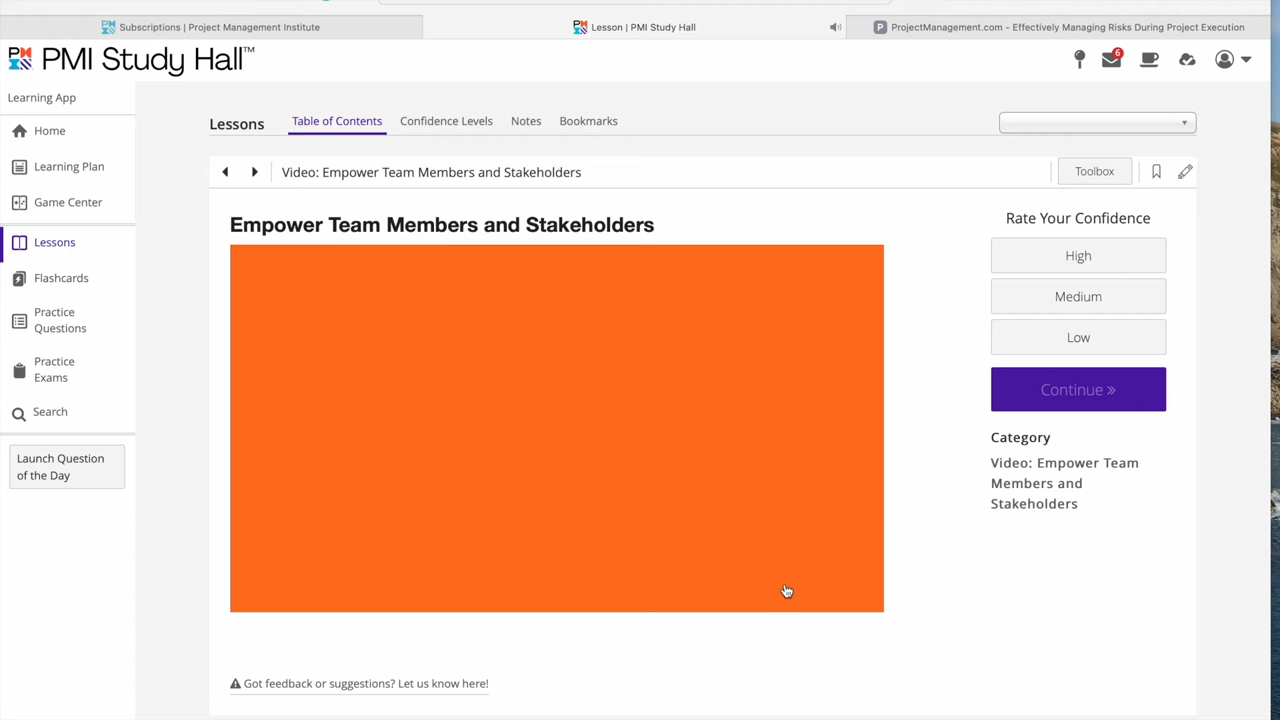 Subscriptions | Project Management Institute
Lesson | PMI Study Hall
P ProjectManagement.com - Effectively Managing Risks During Project Execution
PMI Study Hall™
6
Learning App
Home
Learning Plan
Game Center
Lessons
Flashcards
Practice
Questions
Practice
Exams
Search
Launch Question
of the Day
Lessons
Table of Contents
Confidence Levels
Notes
Bookmarks
Video: Empower Team Members and Stakeholders
Toolbox
Empower Team Members and Stakeholders
Rate Your Confidence
High
Medium
Low
Continue »
Category
Video: Empower Team
Members and
Stakeholders
Got feedback or suggestions? Let us know here!